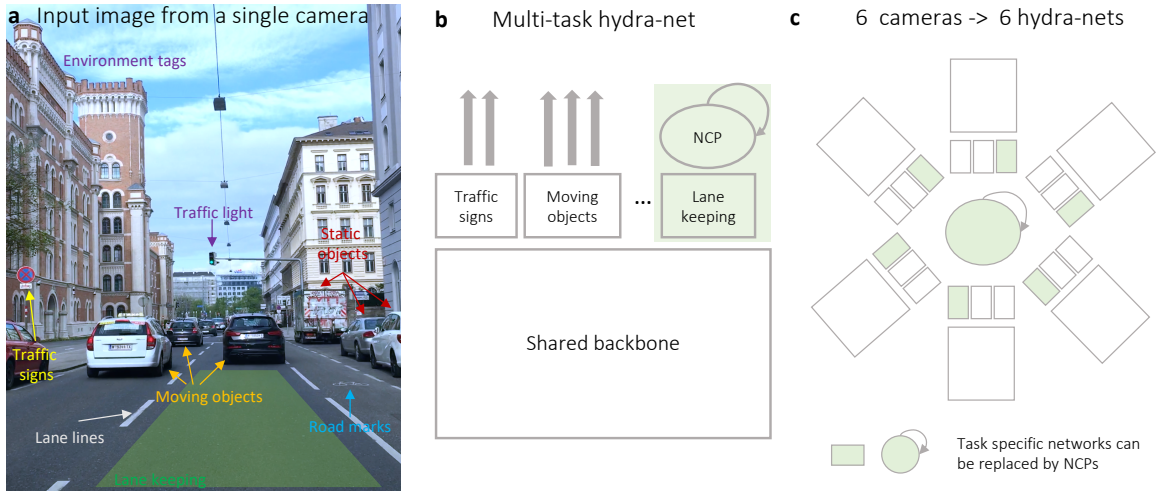 a Input image from a single camera
Environment tags
Traffic light
Static
objects
Traffic
signs
Moving objects
Lane lines
Road marks
Lane keeping
b Multi-task hydra-net
NCP
Traffic
signs
Moving
objects
...
Lane
keeping
Shared backbone
c 6 cameras -> 6 hydra-nets
Task specific networks can
be replaced by NCPs